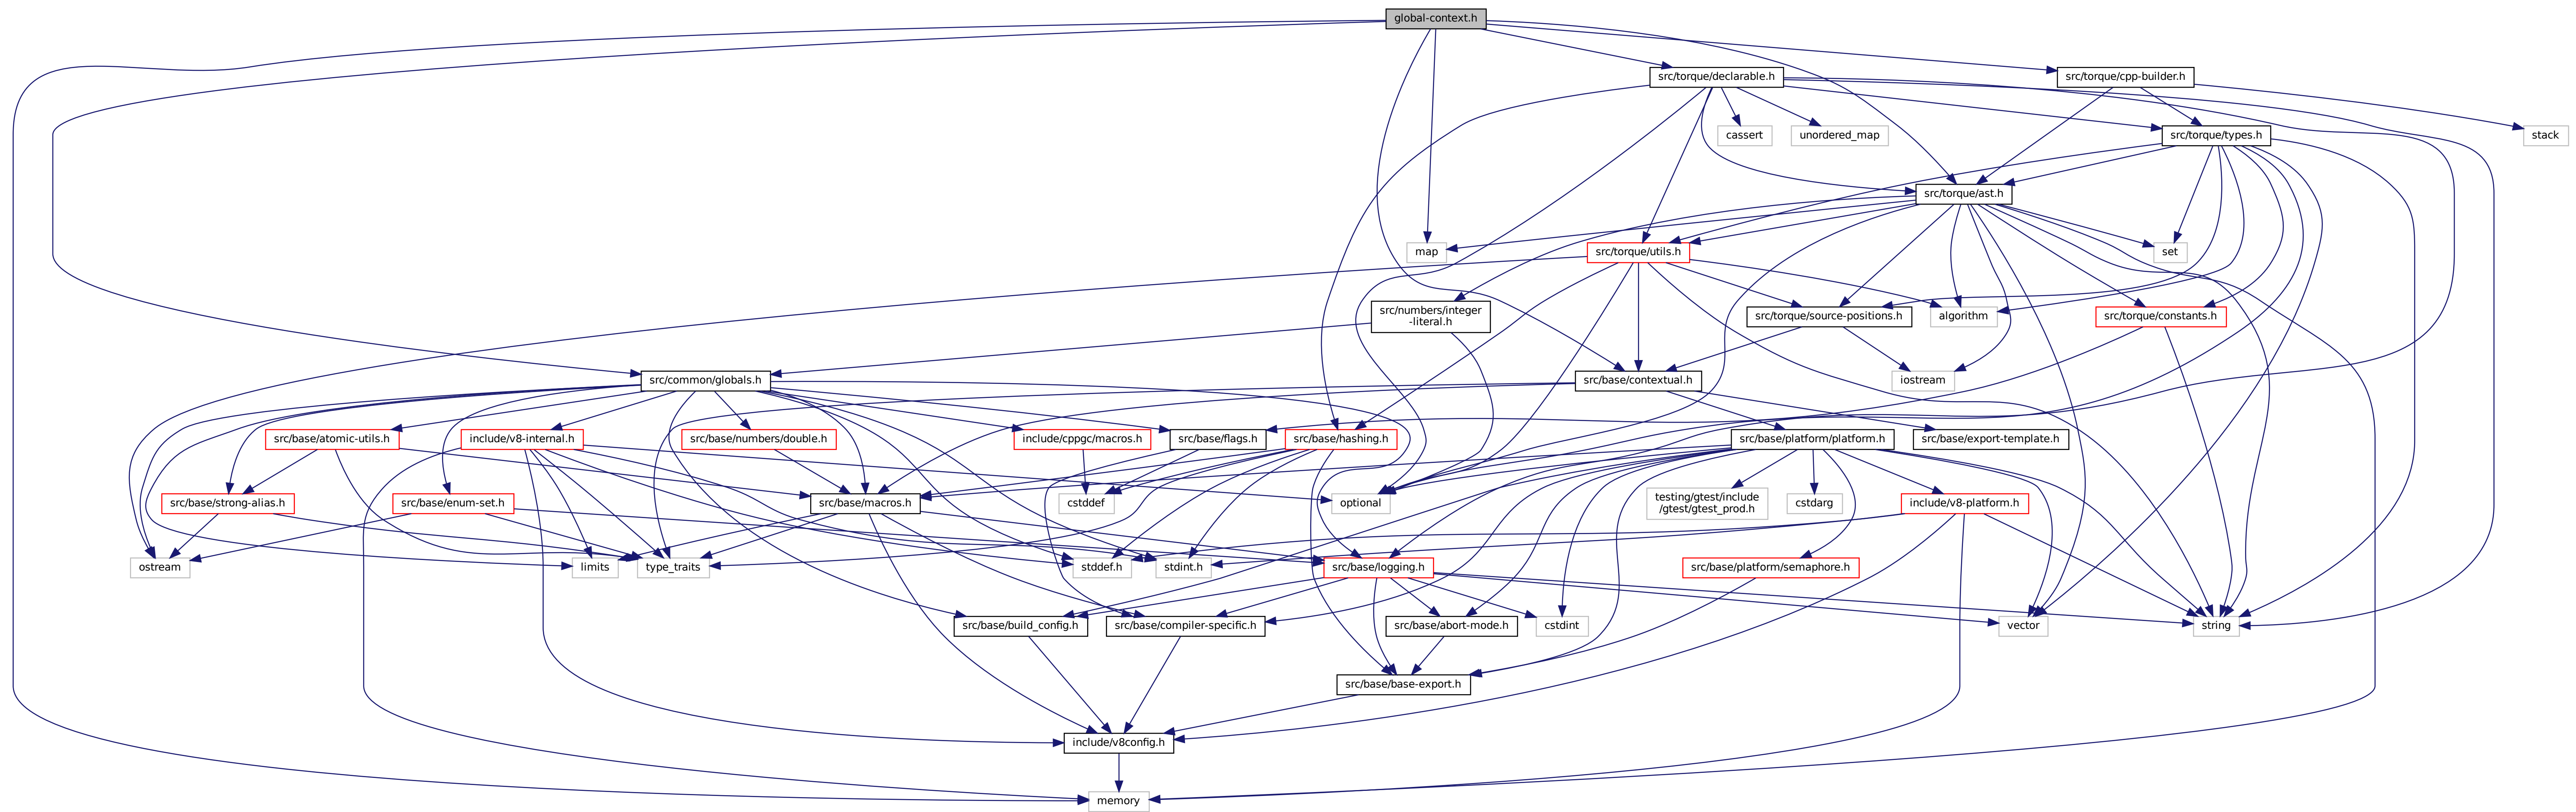 global-context.h
src/torque/declarable.h
src/torque/cpp-builder.h
cassert
unordered_map
src/torque/types.h
stack
src/torque/ast.h
map
src/torque/utils.h
set
src/numbers/integer
-literal.h
src/torque/source-positions.h
algorithm
src/torque/constants.h
src/common/globals.h
src/base/contextual.h
iostream
src/base/atomic-utils.h
include/v8-internal.h
src/base/numbers/double.h
include/cppgc/macros.h
src/base/flags.h
src/base/hashing.h
src/base/platform/platform.h
src/base/export-template.h
src/base/strong-alias.h
src/base/enum-set.h
src/base/macros.h
cstddef
optional
testing/gtest/include
/gtest/gtest_prod.h
cstdarg
include/v8-platform.h
ostream
limits
type_traits
stddef.h
stdint.h
src/base/logging.h
src/base/platform/semaphore.h
src/base/build_config.h
src/base/compiler-specific.h
src/base/abort-mode.h
cstdint
vector
string
src/base/base-export.h
include/v8config.h
memory